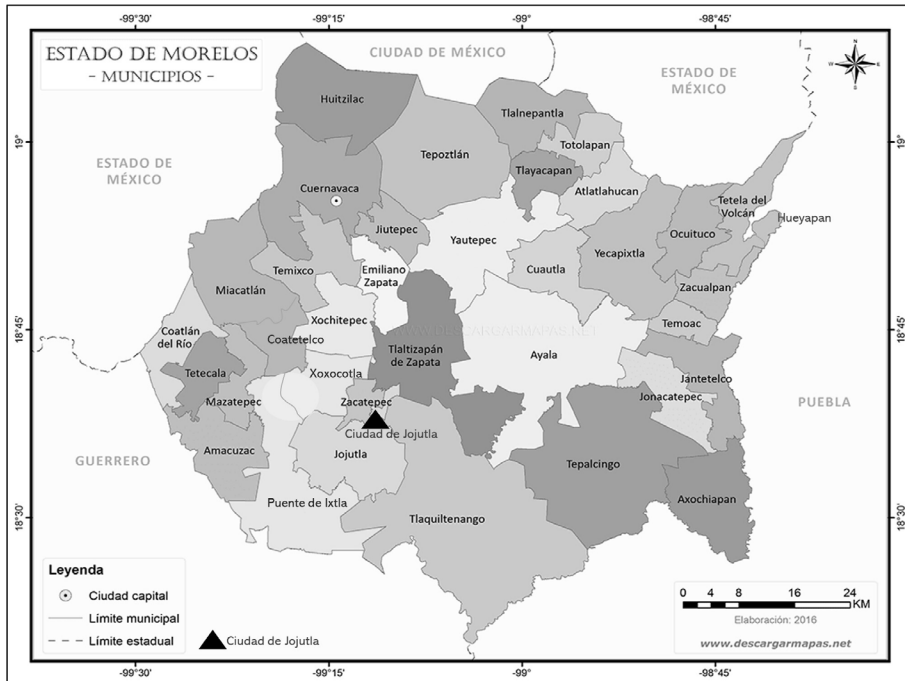 -99°30'
-99°15'
-99°
-98°45'
ESTADO DE MORELOS
- MUNICIPIOS -
CIUDAD DE MÉXICO
ESTADO DE
MÉXICO
N
W
E
S
Huitzilac
Tlalnepantla
19°
19°
Totolapan
Tepoztlán
ESTADO DE
MÉXICO
Tlayacapan
Cuernavaca
Atlatlahucan
Tetela del
Volcán
Hueyapan
Jiutepec
Yautepec
Ocuituco
Yecapixtla
Temixco
Emiliano
Zapata
Cuautla
Miacatlán
Zacualpan
Xochitepec
Temoac
18°45'
18°45'
WWW.DESCARGARMAPAS.NET
Coatlán
del Río
Coatetelco
Tlaltizapán
de Zapata
Ayala
Tetecala
Xoxocotla
Jantetelco
Mazatepec
Zacatepec
Jonacatepec
PUEBLA
Ciudad de Jojutla
Amacuzac
Jojutla
GUERRERO
Tepalcingo
Puente de Ixtla
Axochiapan
18°30'
18°30'
Tlaquiltenango
Leyenda
Ciudad capital
Límite municipal
Límite estadual
Ciudad de Jojutla
0 2 4 8 16 24
KM
Elaboración: 2016
www.descargarmapas.net
-99°30'
-99°15'
-99°
-98°45'